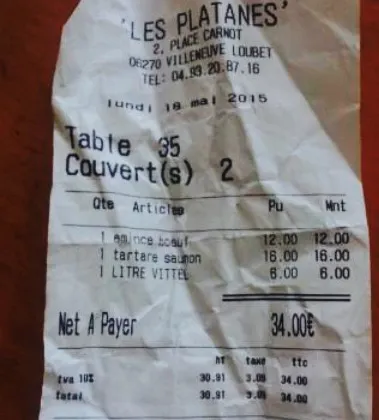 'LES PLATANES'
2, PLACE CARNOT
06270 VILLENEUVE LOUBET
TEL: 04.93.20.87.16
lundi 18 mai 2015
Table 35
Couvert(s) 2
Qte Articles Pu Mnt
1 emince boeuf 12.00 12.00
1 tartare saumon 16.00 16.00
1 LITRE VITTEL 6.00 6.00
Net A Payer 34.00€
ht taxe ttc
tva 10% 30.91 3.09 34.00
total 30.91 3.09 34.00